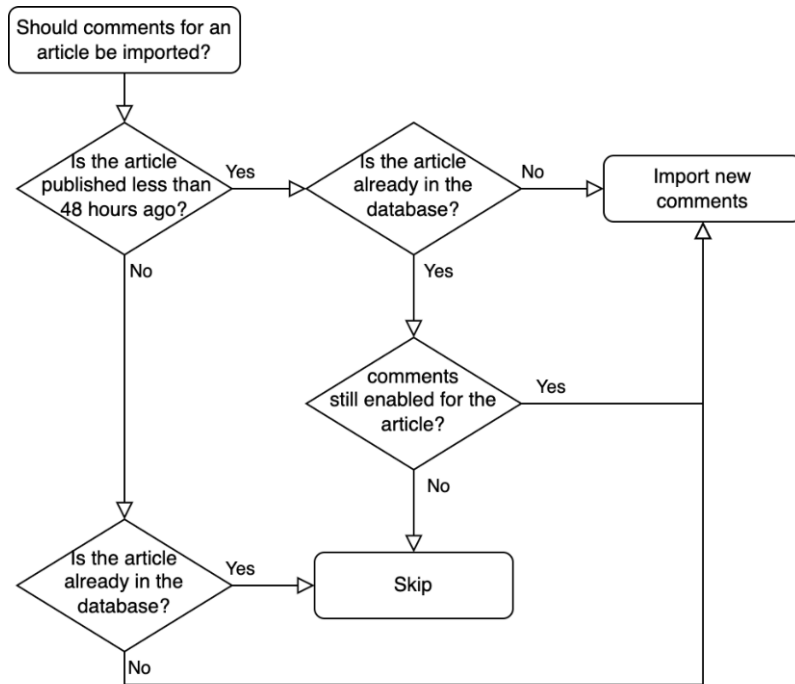 Should comments for an
article be imported?
Is the article
published less than
48 hours ago?
Yes
Is the article
already in the
database?
No
Import new
comments
No
Yes
comments
still enabled for the
article?
Yes
No
Is the article
already in the
database?
Yes
Skip
No